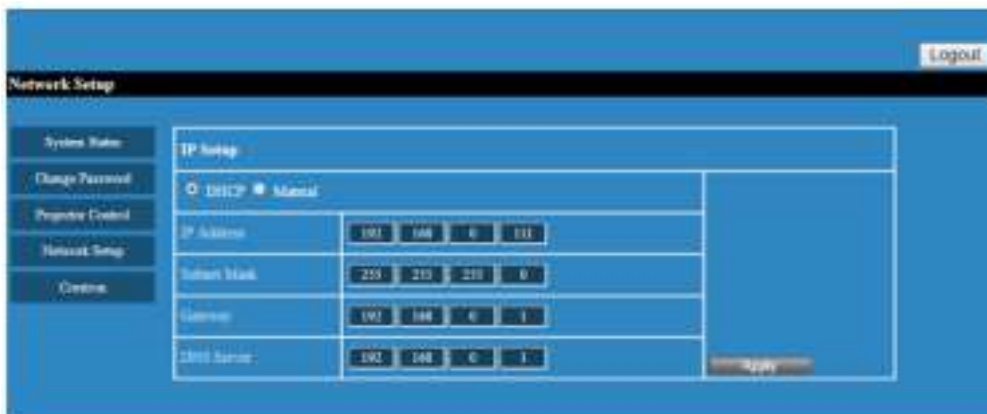 Logout
Network Setup
System Status
Change Password
Projector Control
Network Setup
Crestron
IP Setup
DHCP Manual
IP Address 192 168 0 111
Subnet Mask 255 255 255 0
Gateway 192 168 0 1
DNS Server 192 168 0 1
Apply